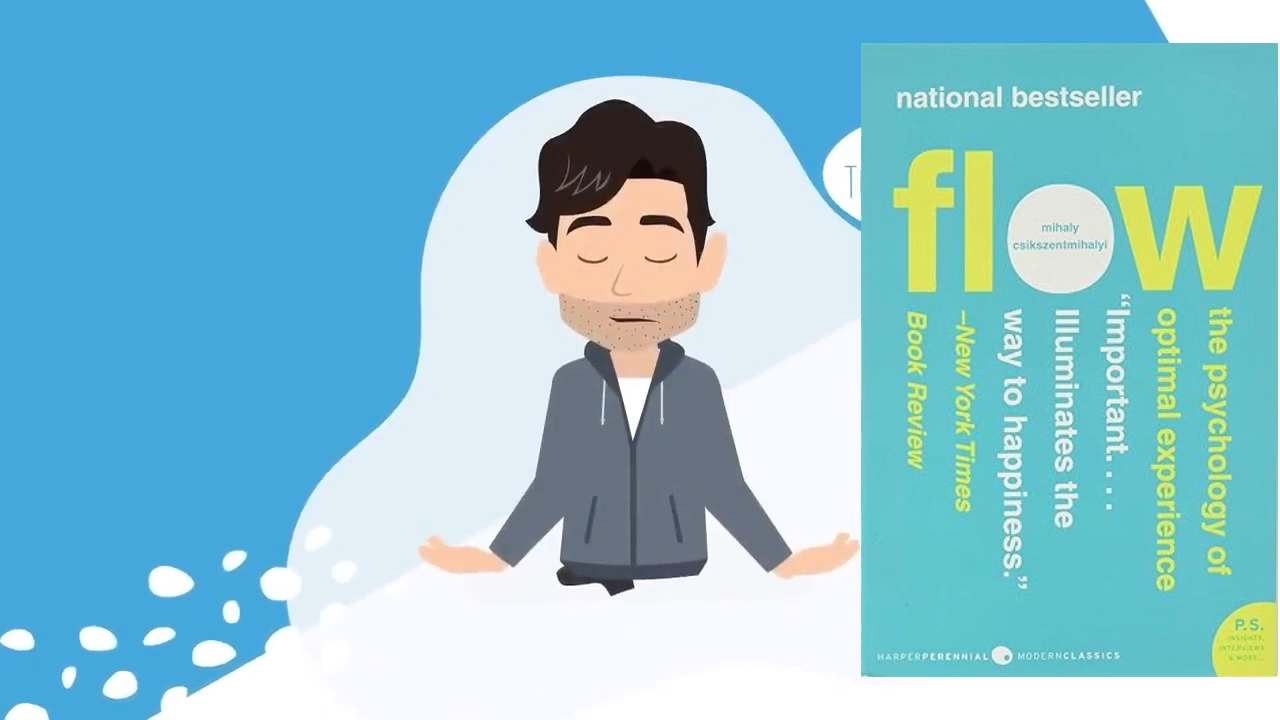 national bestseller
flow
mihaly
csikszentmihalyi
the psychology of
optimal experience
“Important. . . .
Illuminates the
way to happiness.”
–New York Times
Book Review
P.S.
INSIGHTS,
INTERVIEWS
& MORE...
HARPERPERENNIAL MODERNCLASSICS